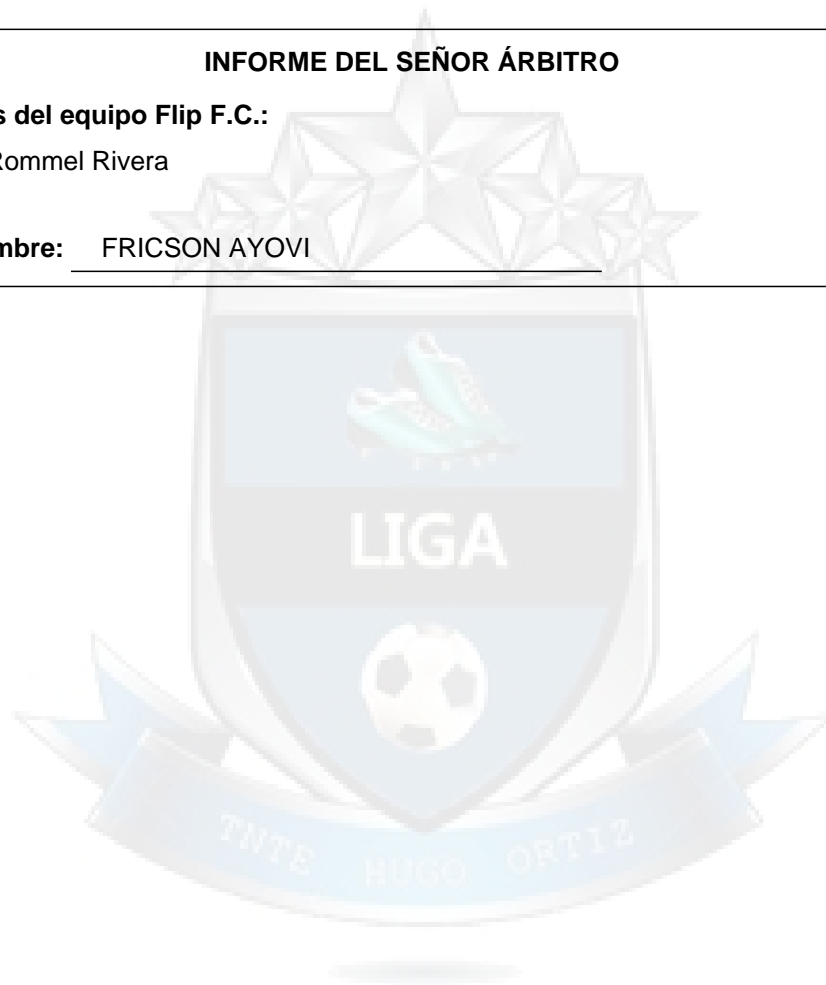 INFORME DEL SEÑOR ÁRBITRO
s del equipo Flip F.C.:
Rommel Rivera
mbre: FRICSON AYOVI
LIGA
TNTE HUGO ORTIZ